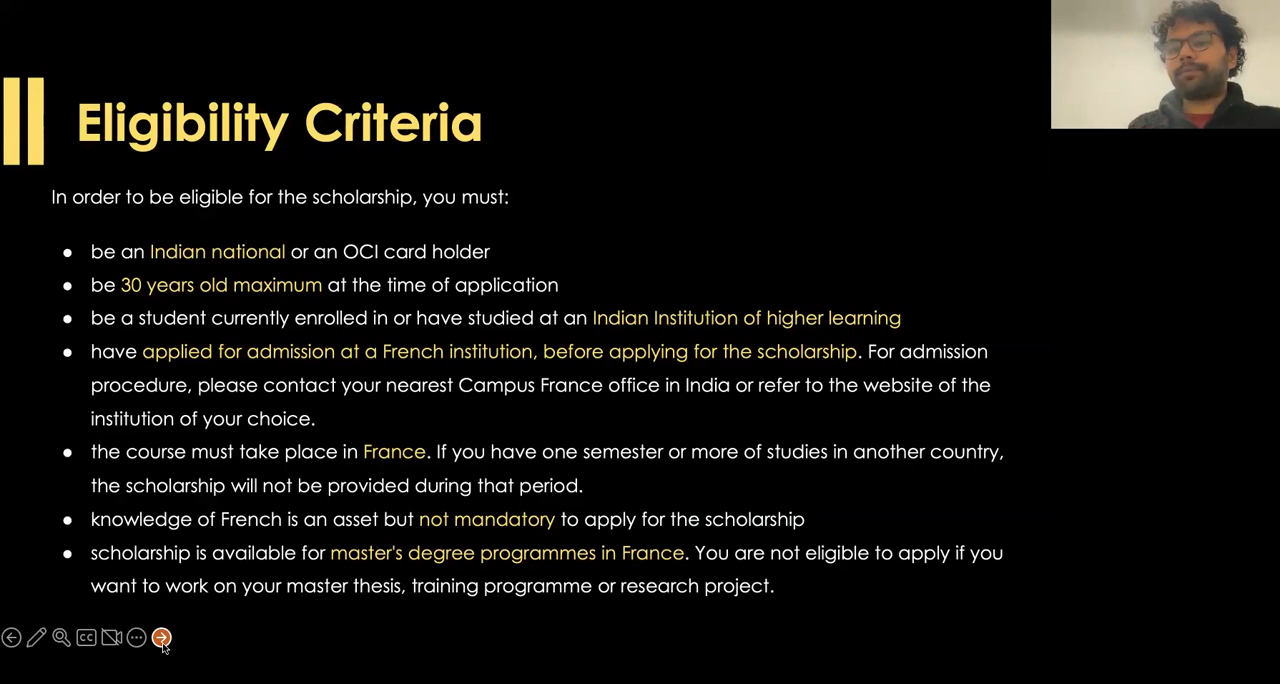 Eligibility Criteria
In order to be eligible for the scholarship, you must:
● be an Indian national or an OCI card holder
● be 30 years old maximum at the time of application
● be a student currently enrolled in or have studied at an Indian Institution of higher learning
● have applied for admission at a French institution, before applying for the scholarship. For admission
procedure, please contact your nearest Campus France office in India or refer to the website of the
institution of your choice.
● the course must take place in France. If you have one semester or more of studies in another country,
the scholarship will not be provided during that period.
● knowledge of French is an asset but not mandatory to apply for the scholarship
● scholarship is available for master's degree programmes in France. You are not eligible to apply if you
want to work on your master thesis, training programme or research project.
CC